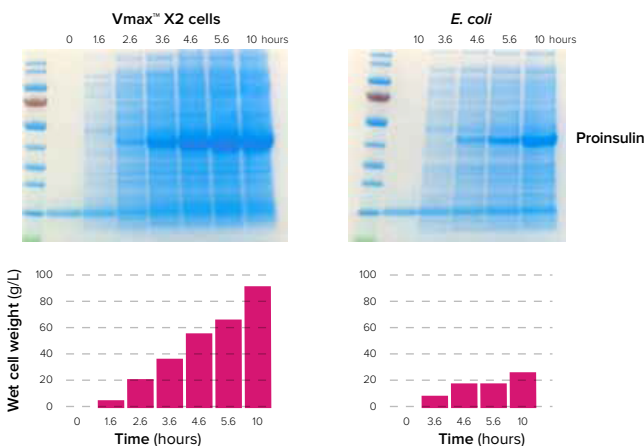 Vmax™ X2 cells
0 1.6 2.6 3.6 4.6 5.6 10 hours
E. coli
10 3.6 4.6 5.6 10 hours
Proinsulin
Wet cell weight (g/L)
100
80
60
40
20
0
0 1.6 2.6 3.6 4.6 5.6 10
Time (hours)
100
80
60
40
20
0
0 3.6 4.6 5.6 10
Time (hours)